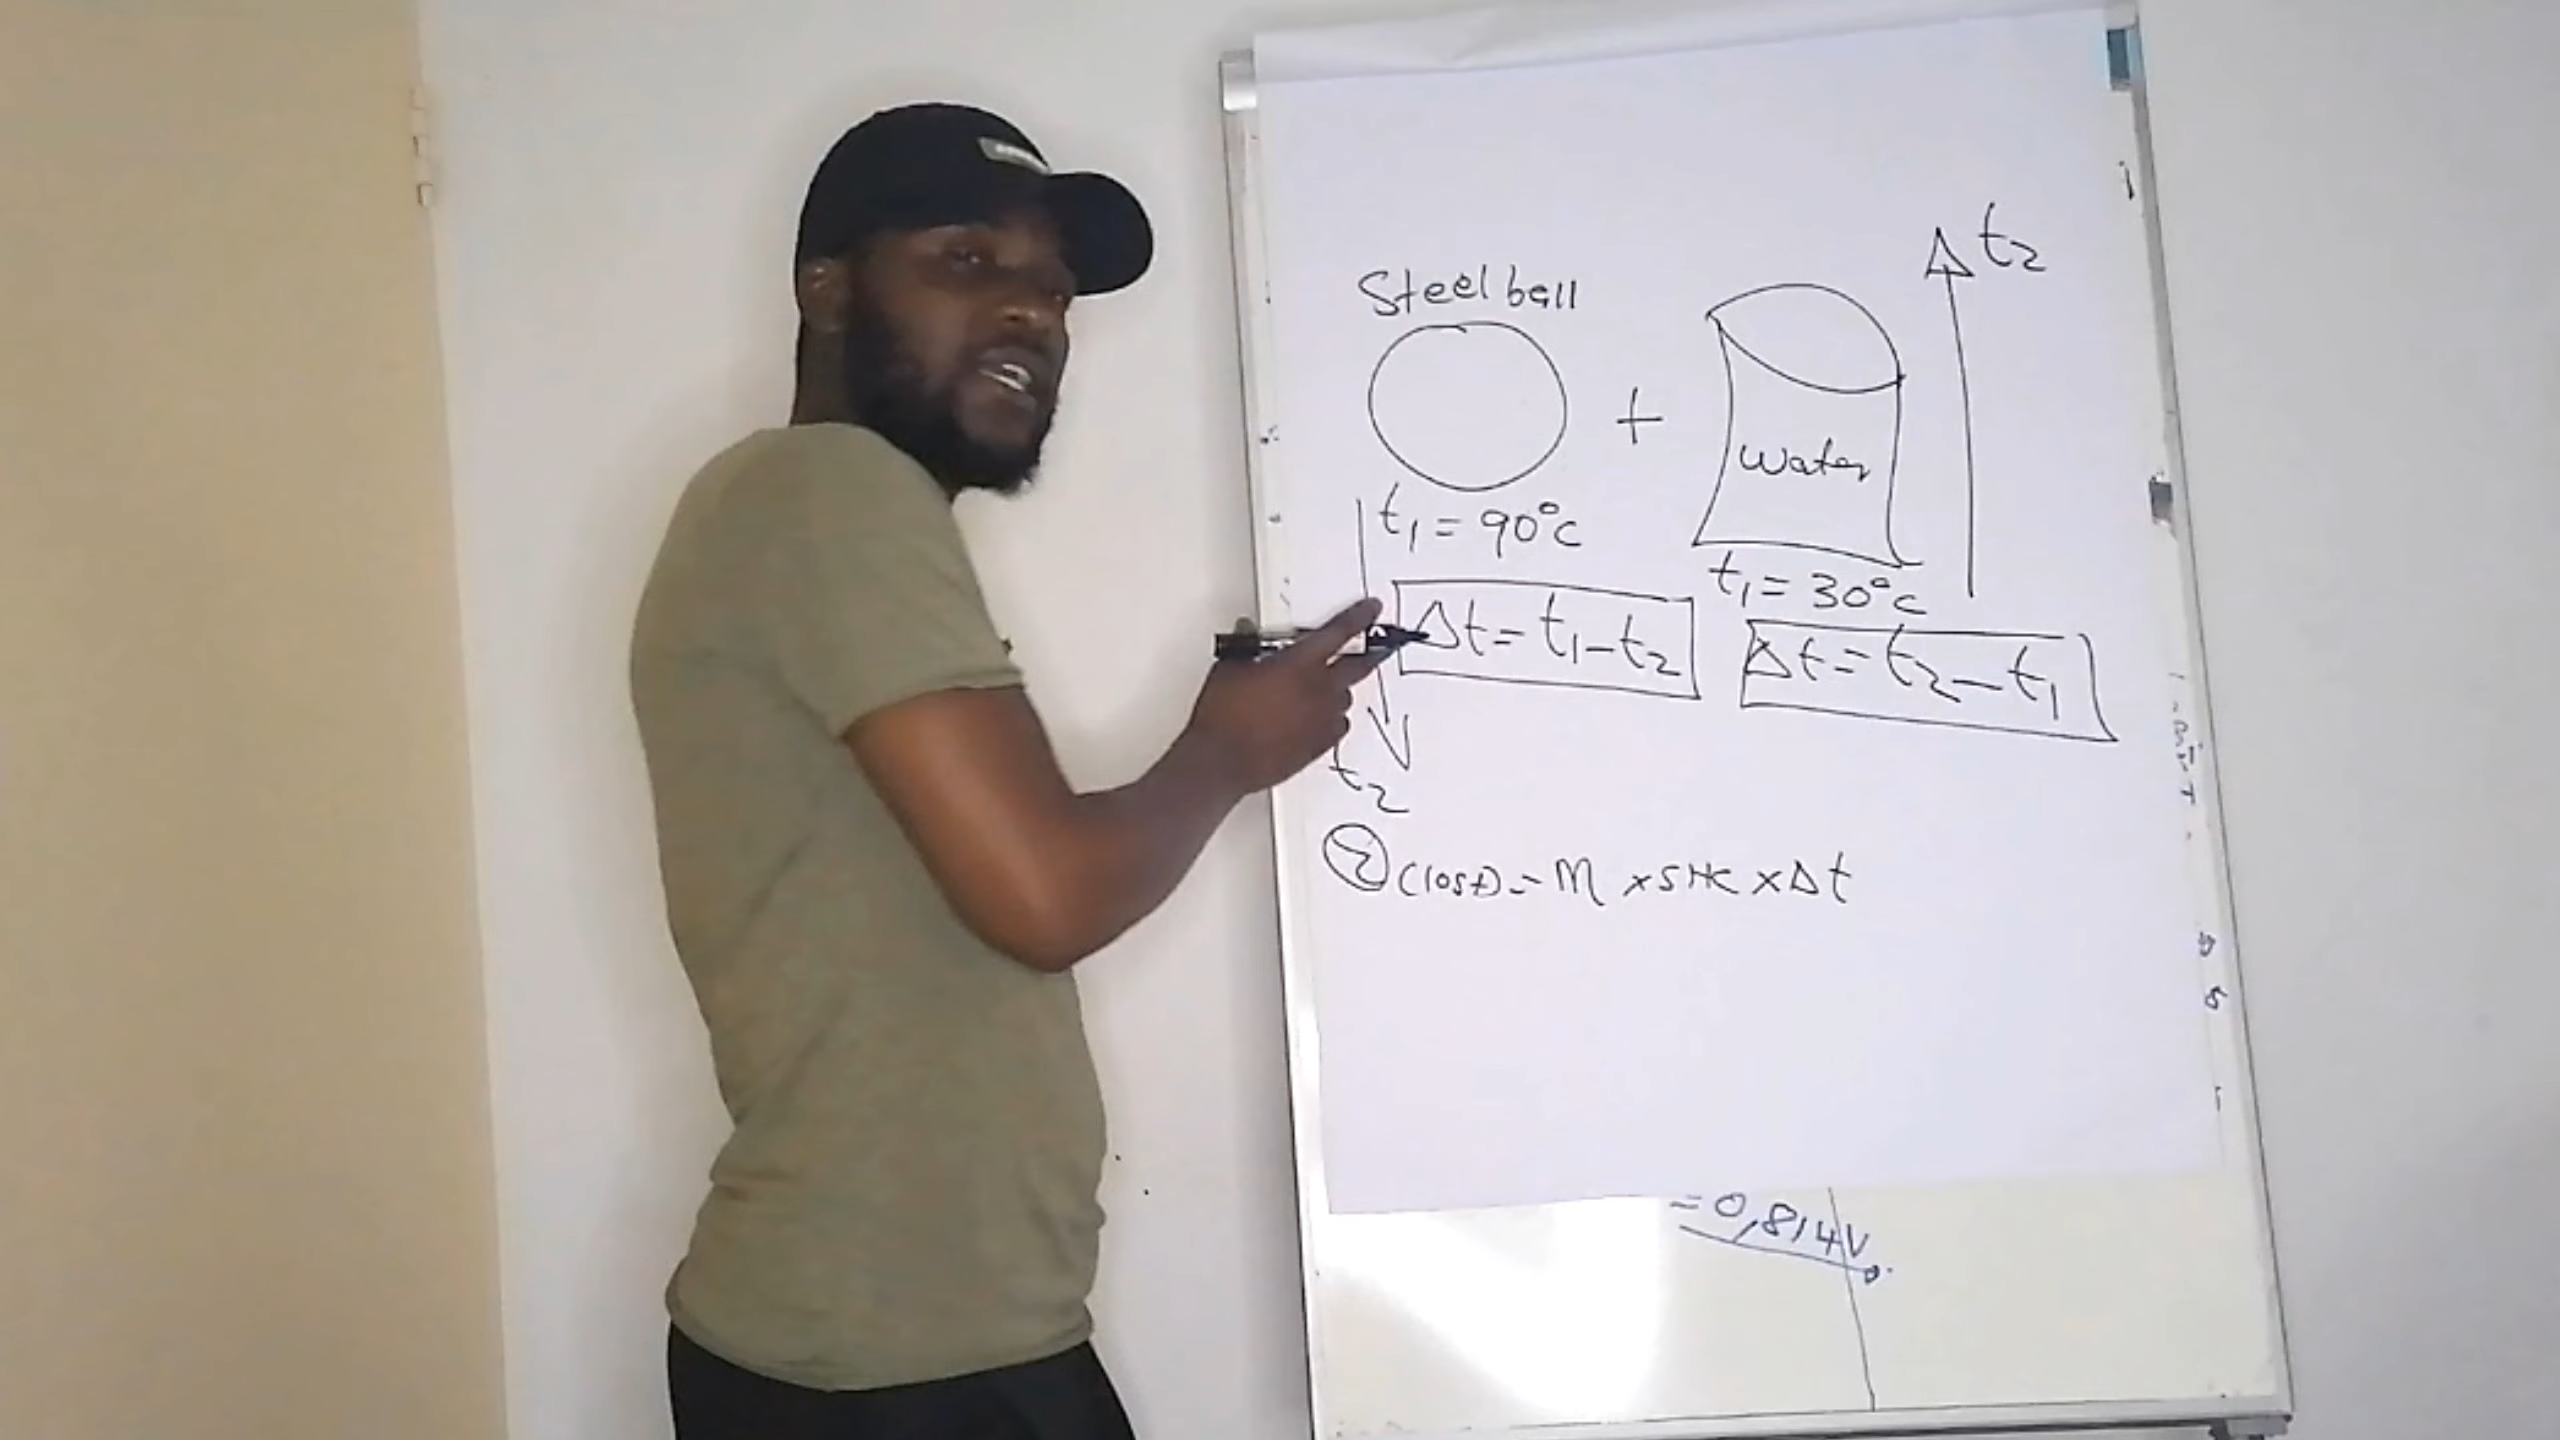 t₂
Steel ball
+
water
t₁ = 90°c
t₁ = 30°c
Δt = t₁ - t₂
Δt = t₂ - t₁
t₂
(lost) = m x SHC x Δt
= 0,814V